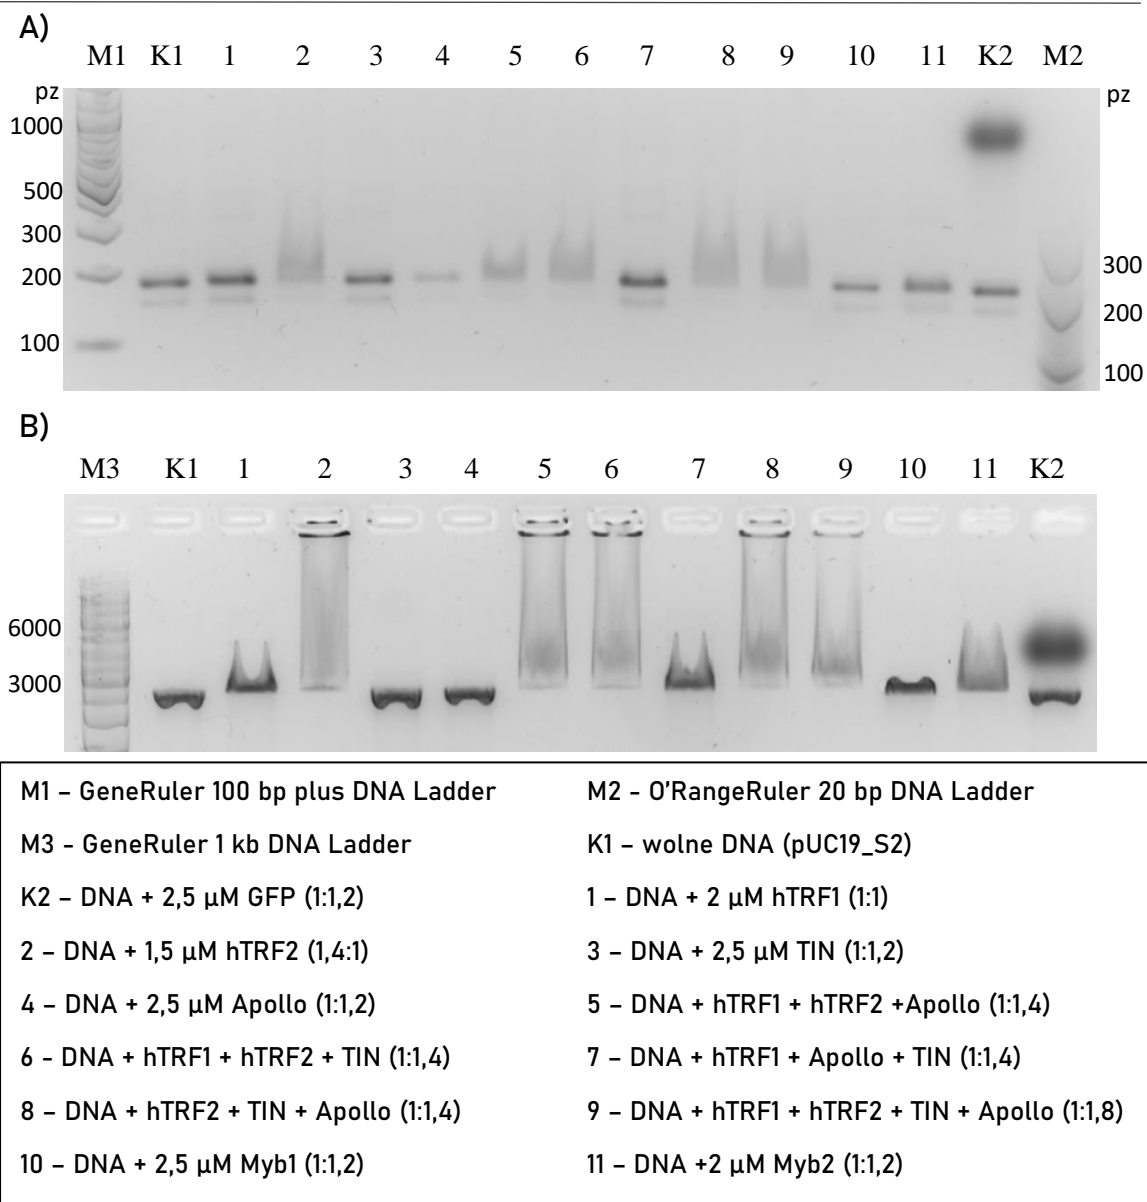 A)
M1 K1 1 2 3 4 5 6 7 8 9 10 11 K2 M2
pz pz
1000
500
300
200
100
300
200
100
B)
M3 K1 1 2 3 4 5 6 7 8 9 10 11 K2
6000
3000
M1 – GeneRuler 100 bp plus DNA Ladder
M2 - O’RangeRuler 20 bp DNA Ladder
M3 - GeneRuler 1 kb DNA Ladder
K1 – wolne DNA (pUC19_S2)
K2 – DNA + 2,5 µM GFP (1:1,2)
1 – DNA + 2 µM hTRF1 (1:1)
2 – DNA + 1,5 µM hTRF2 (1,4:1)
3 – DNA + 2,5 µM TIN (1:1,2)
4 – DNA + 2,5 µM Apollo (1:1,2)
5 – DNA + hTRF1 + hTRF2 +Apollo (1:1,4)
6 - DNA + hTRF1 + hTRF2 + TIN (1:1,4)
7 – DNA + hTRF1 + Apollo + TIN (1:1,4)
8 – DNA + hTRF2 + TIN + Apollo (1:1,4)
9 – DNA + hTRF1 + hTRF2 + TIN + Apollo (1:1,8)
10 – DNA + 2,5 µM Myb1 (1:1,2)
11 – DNA +2 µM Myb2 (1:1,2)